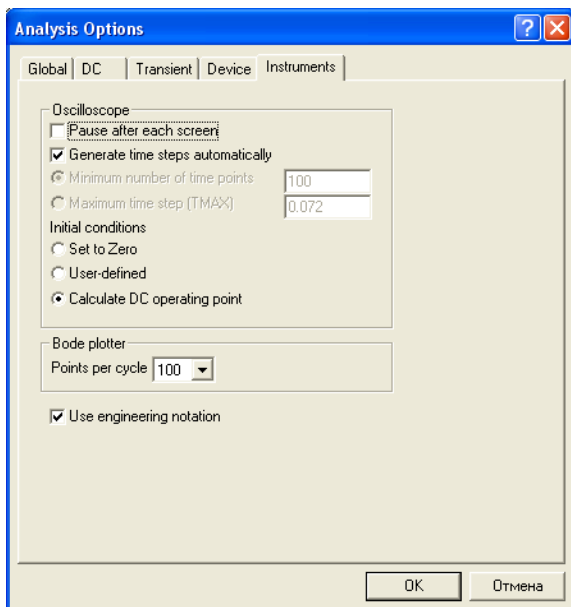 Analysis Options
Global DC Transient Device Instruments
Oscilloscope
Pause after each screen
Generate time steps automatically
Minimum number of time points 100
Maximum time step (TMAX) 0.072
Initial conditions
Set to Zero
User-defined
Calculate DC operating point
Bode plotter
Points per cycle 100
Use engineering notation
OK Отмена